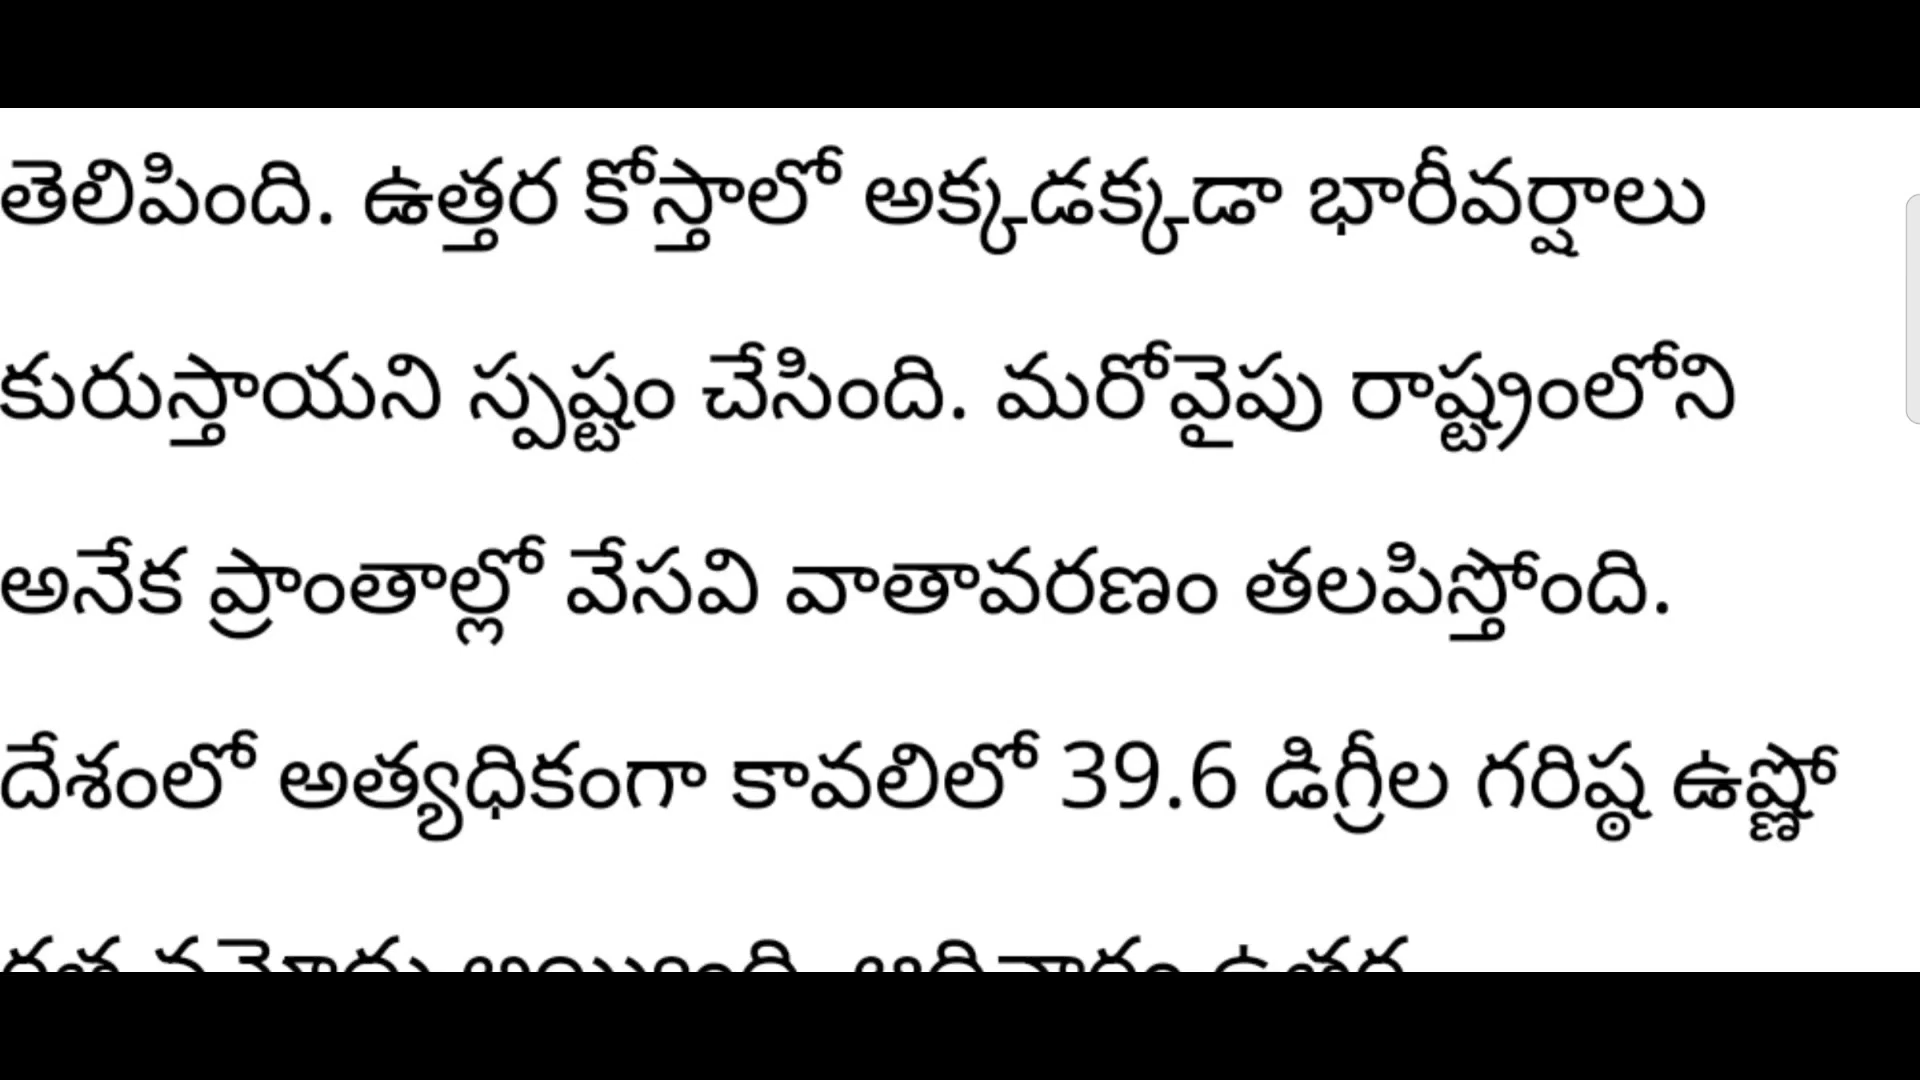 తెలిపింది. ఉత్తర కోస్తాలో అక్కడక్కడా భారీవర్షాలు
కురుస్తాయని స్పష్టం చేసింది. మరోవైపు రాష్ట్రంలోని
అనేక ప్రాంతాల్లో వేసవి వాతావరణం తలపిస్తోంది.
దేశంలో అత్యధికంగా కావలిలో 39.6 డిగ్రీల గరిష్ఠ ఉష్ణో